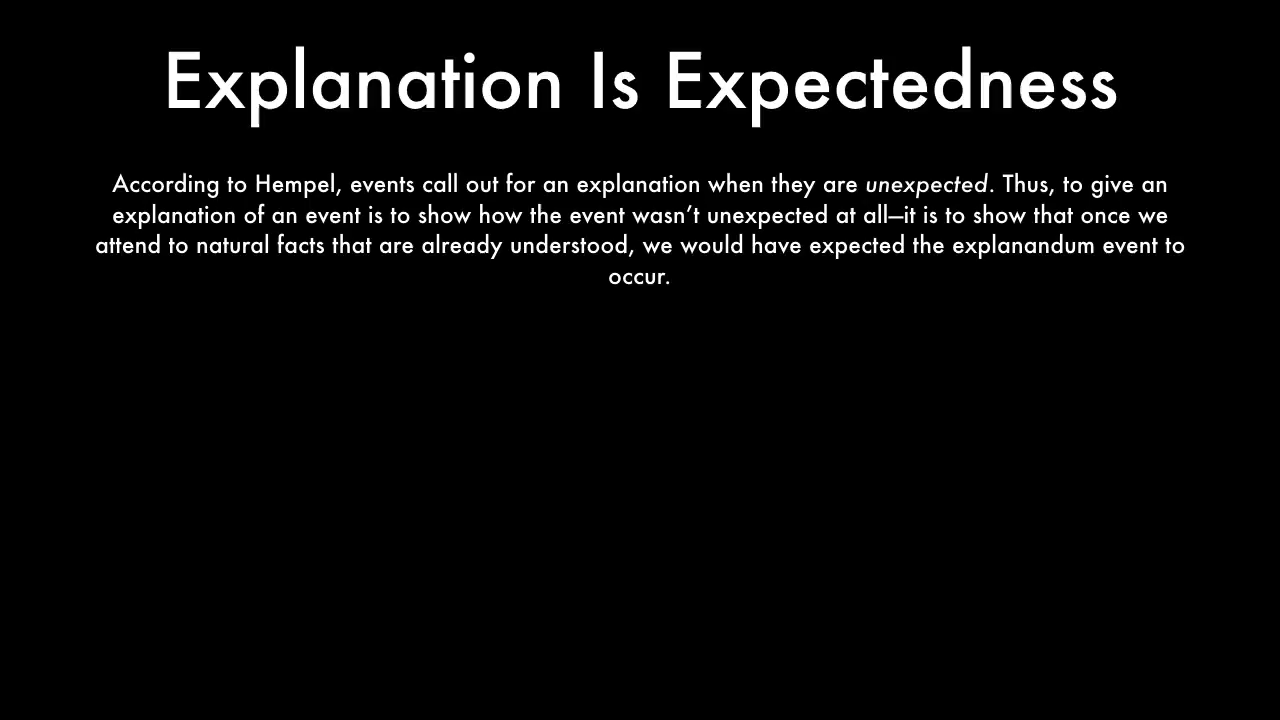 Explanation Is Expectedness
According to Hempel, events call out for an explanation when they are unexpected. Thus, to give an
explanation of an event is to show how the event wasn’t unexpected at all—it is to show that once we
attend to natural facts that are already understood, we would have expected the explanandum event to
occur.